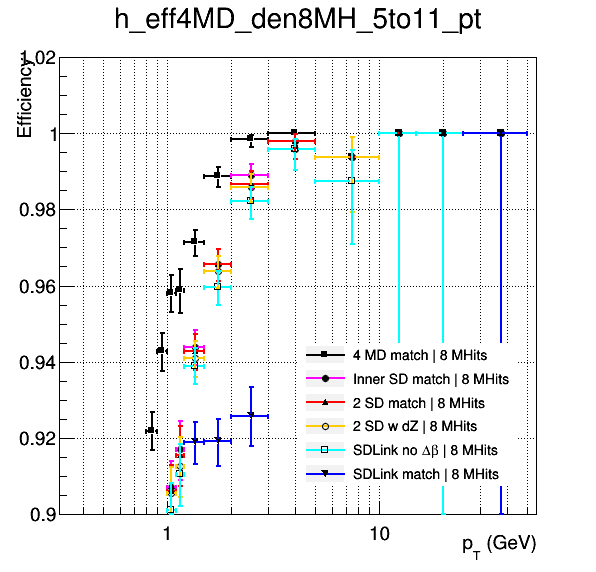 h_eff4MD_den8MH_5to11_pt
Efficiency
1.02
1
0.98
0.96
0.94
0.92
0.9
4 MD match | 8 MHits
Inner SD match | 8 MHits
2 SD match | 8 MHits
2 SD w dZ | 8 MHits
SDLink no Δβ | 8 MHits
SDLink match | 8 MHits
1
10
p_T (GeV)